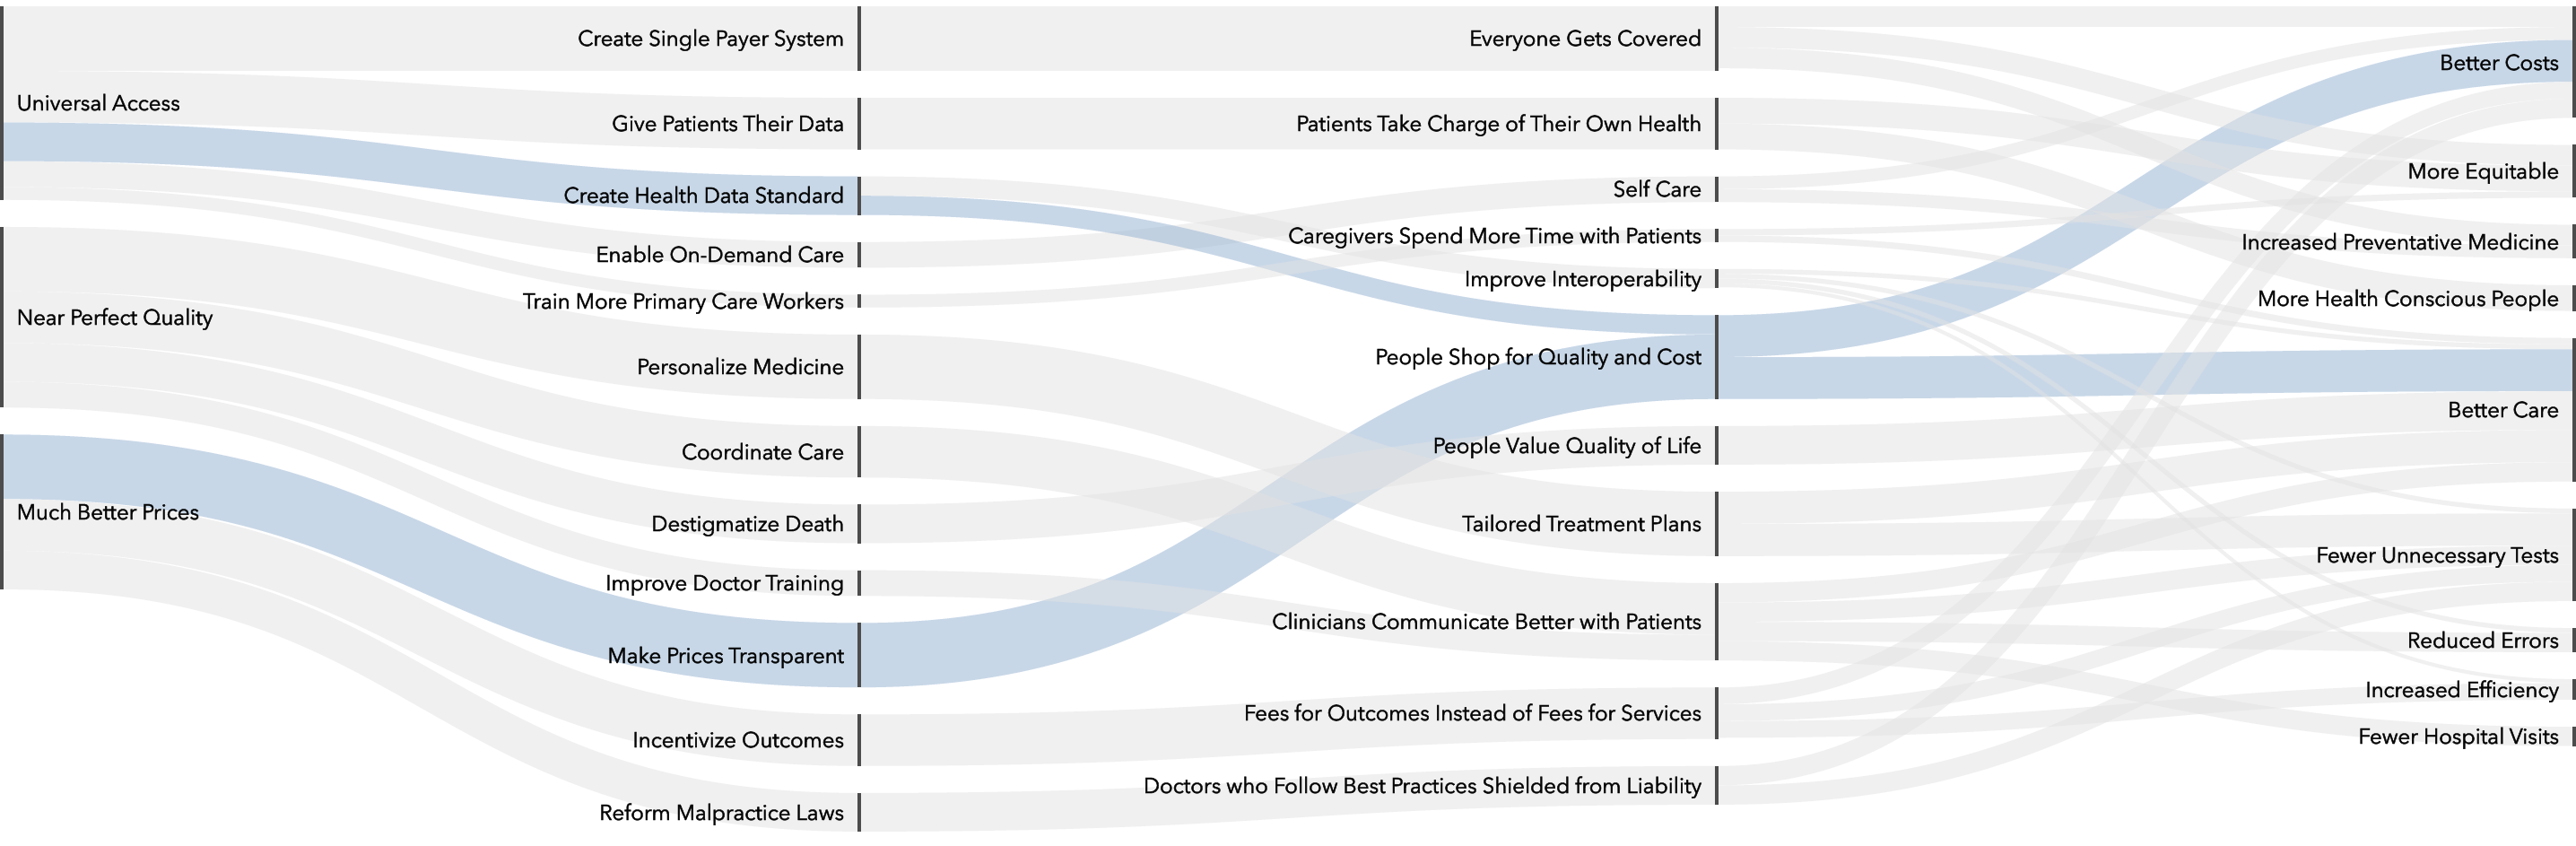 Universal Access
Near Perfect Quality
Much Better Prices
Create Single Payer System
Give Patients Their Data
Create Health Data Standard
Enable On-Demand Care
Train More Primary Care Workers
Personalize Medicine
Coordinate Care
Destigmatize Death
Improve Doctor Training
Make Prices Transparent
Incentivize Outcomes
Reform Malpractice Laws
Everyone Gets Covered
Patients Take Charge of Their Own Health
Self Care
Caregivers Spend More Time with Patients
Improve Interoperability
People Shop for Quality and Cost
People Value Quality of Life
Tailored Treatment Plans
Clinicians Communicate Better with Patients
Fees for Outcomes Instead of Fees for Services
Doctors who Follow Best Practices Shielded from Liability
Better Costs
More Equitable
Increased Preventative Medicine
More Health Conscious People
Better Care
Fewer Unnecessary Tests
Reduced Errors
Increased Efficiency
Fewer Hospital Visits